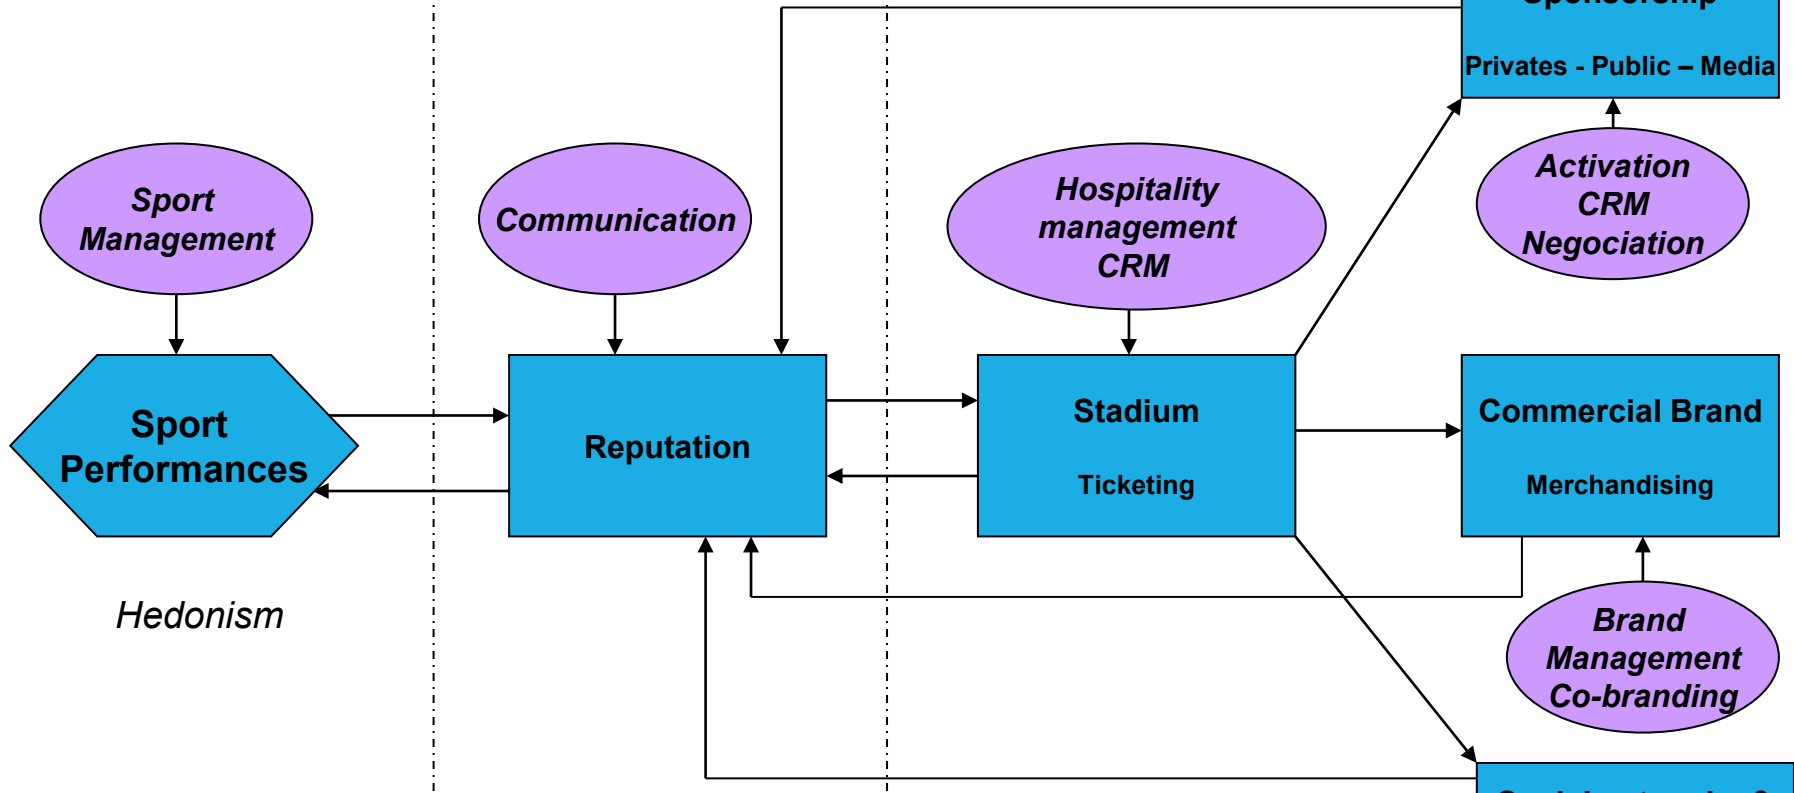 Sponsorship
Privates - Public – Media
Sport
Management
Communication
Hospitality
management
CRM
Activation
CRM
Negociation
Sport
Performances
Reputation
Stadium
Ticketing
Commercial Brand
Merchandising
Hedonism
Brand
Management
Co-branding